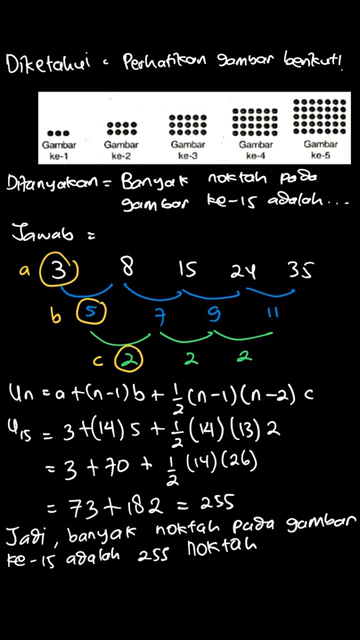 Diketahui = Perhatikan gambar berikut!
Gambar ke-1 Gambar ke-2 Gambar ke-3 Gambar ke-4 Gambar ke-5
Ditanyakan = Banyak noktah pada
gambar ke-15 adalah...
Jawab =
a 3 8 15 24 35
b 5 7 9 11
c 2 2 2
Un = a + (n-1) b + 1/2 (n-1) (n-2) c
U15 = 3 + (14) 5 + 1/2 (14) (13) 2
= 3 + 70 + 1/2 (14) (26)
= 73 + 182 = 255
Jadi, banyak noktah pada gambar
ke-15 adalah 255 noktah